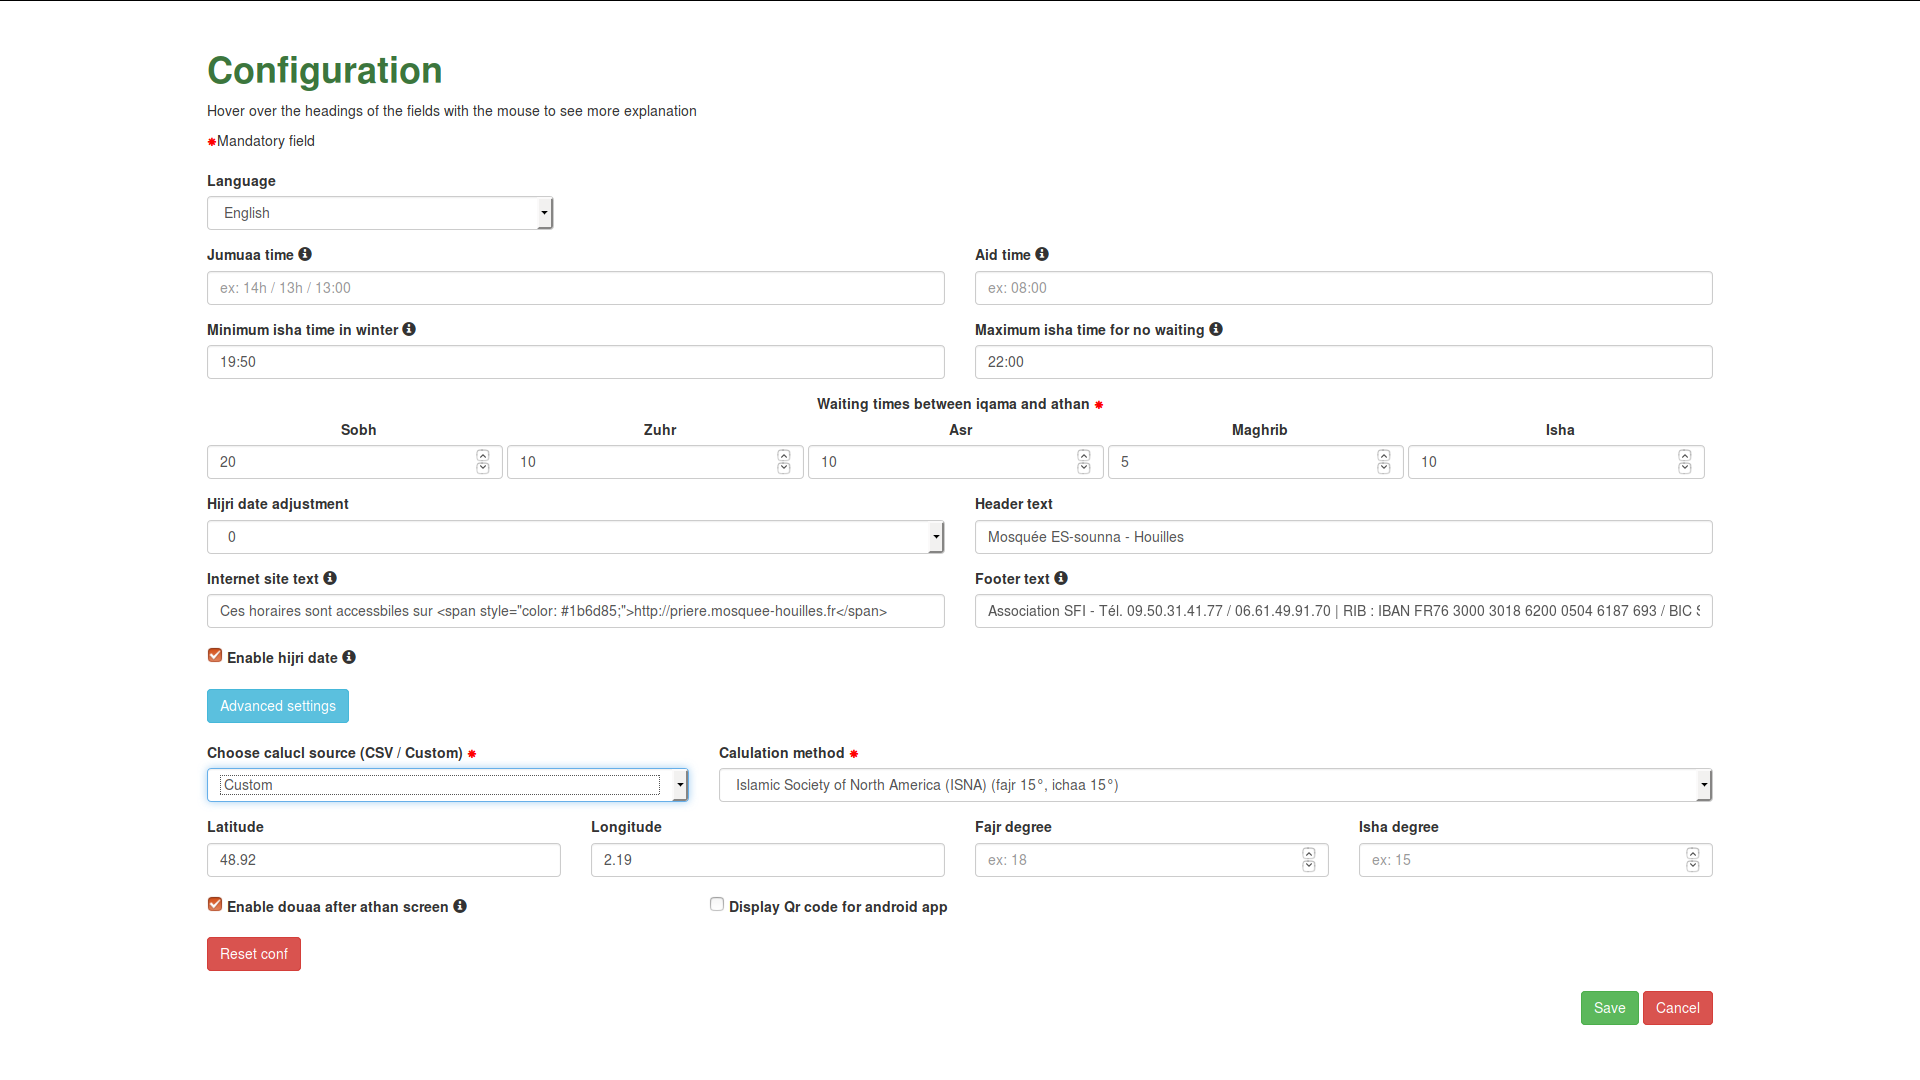 Configuration
Hover over the headings of the fields with the mouse to see more explanation
*Mandatory field
Language
English
Jumuaa time Aid time
ex: 14h / 13h / 13:00 ex: 08:00
Minimum isha time in winter Maximum isha time for no waiting
19:50 22:00
Waiting times between iqama and athan *
Sobh Zuhr Asr Maghrib Isha
20 10 10 5 10
Hijri date adjustment Header text
0 Mosquée ES-sounna - Houilles
Internet site text Footer text
Ces horaires sont accessbiles sur <span style="color: #1b6d85;">http://priere.mosquee-houilles.fr</span> Association SFI - Tél. 09.50.31.41.77 / 06.61.49.91.70 | RIB : IBAN FR76 3000 3018 6200 0504 6187 693 / BIC
Enable hijri date
Advanced settings
Choose calucl source (CSV / Custom) * Calulation method *
Custom Islamic Society of North America (ISNA) (fajr 15°, ichaa 15°)
Latitude Longitude Fajr degree Isha degree
48.92 2.19 ex: 18 ex: 15
Enable douaa after athan screen Display Qr code for android app
Reset conf
Save Cancel